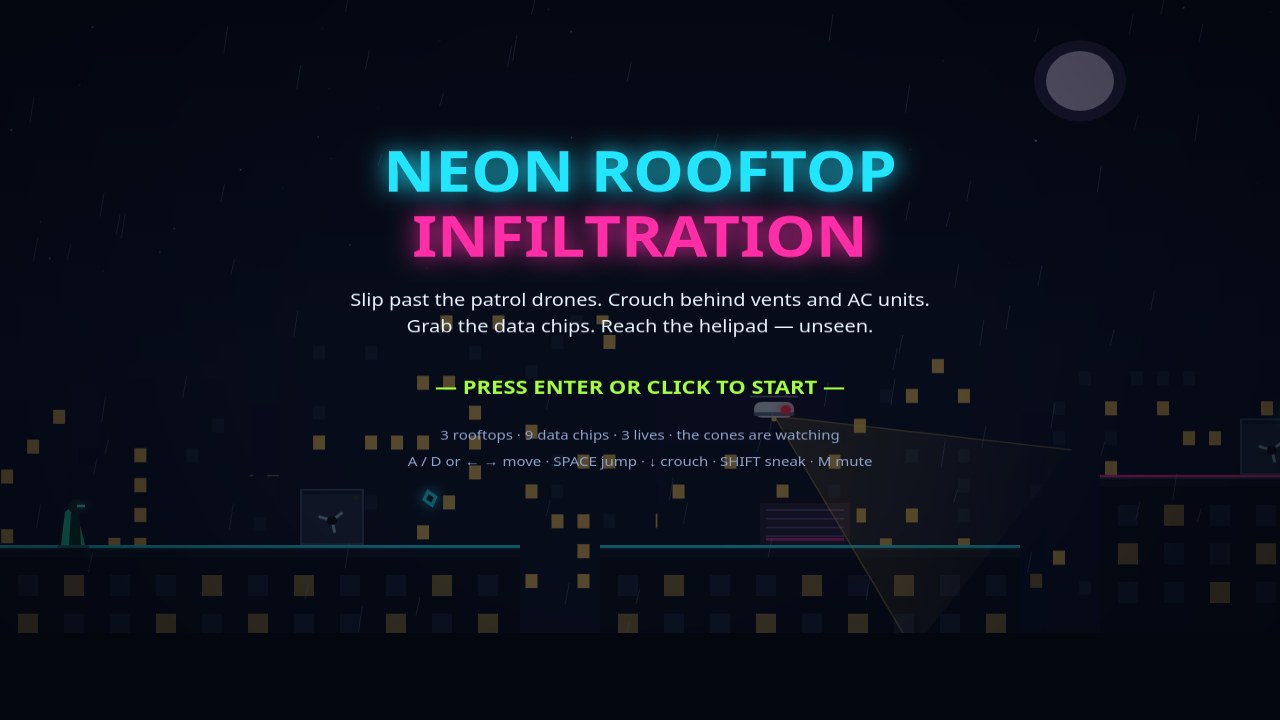 NEON ROOFTOP
INFILTRATION
Slip past the patrol drones. Crouch behind vents and AC units.
Grab the data chips. Reach the helipad — unseen.
— PRESS ENTER OR CLICK TO START —
3 rooftops · 9 data chips · 3 lives · the cones are watching
A / D or ← → move · SPACE jump · ↓ crouch · SHIFT sneak · M mute